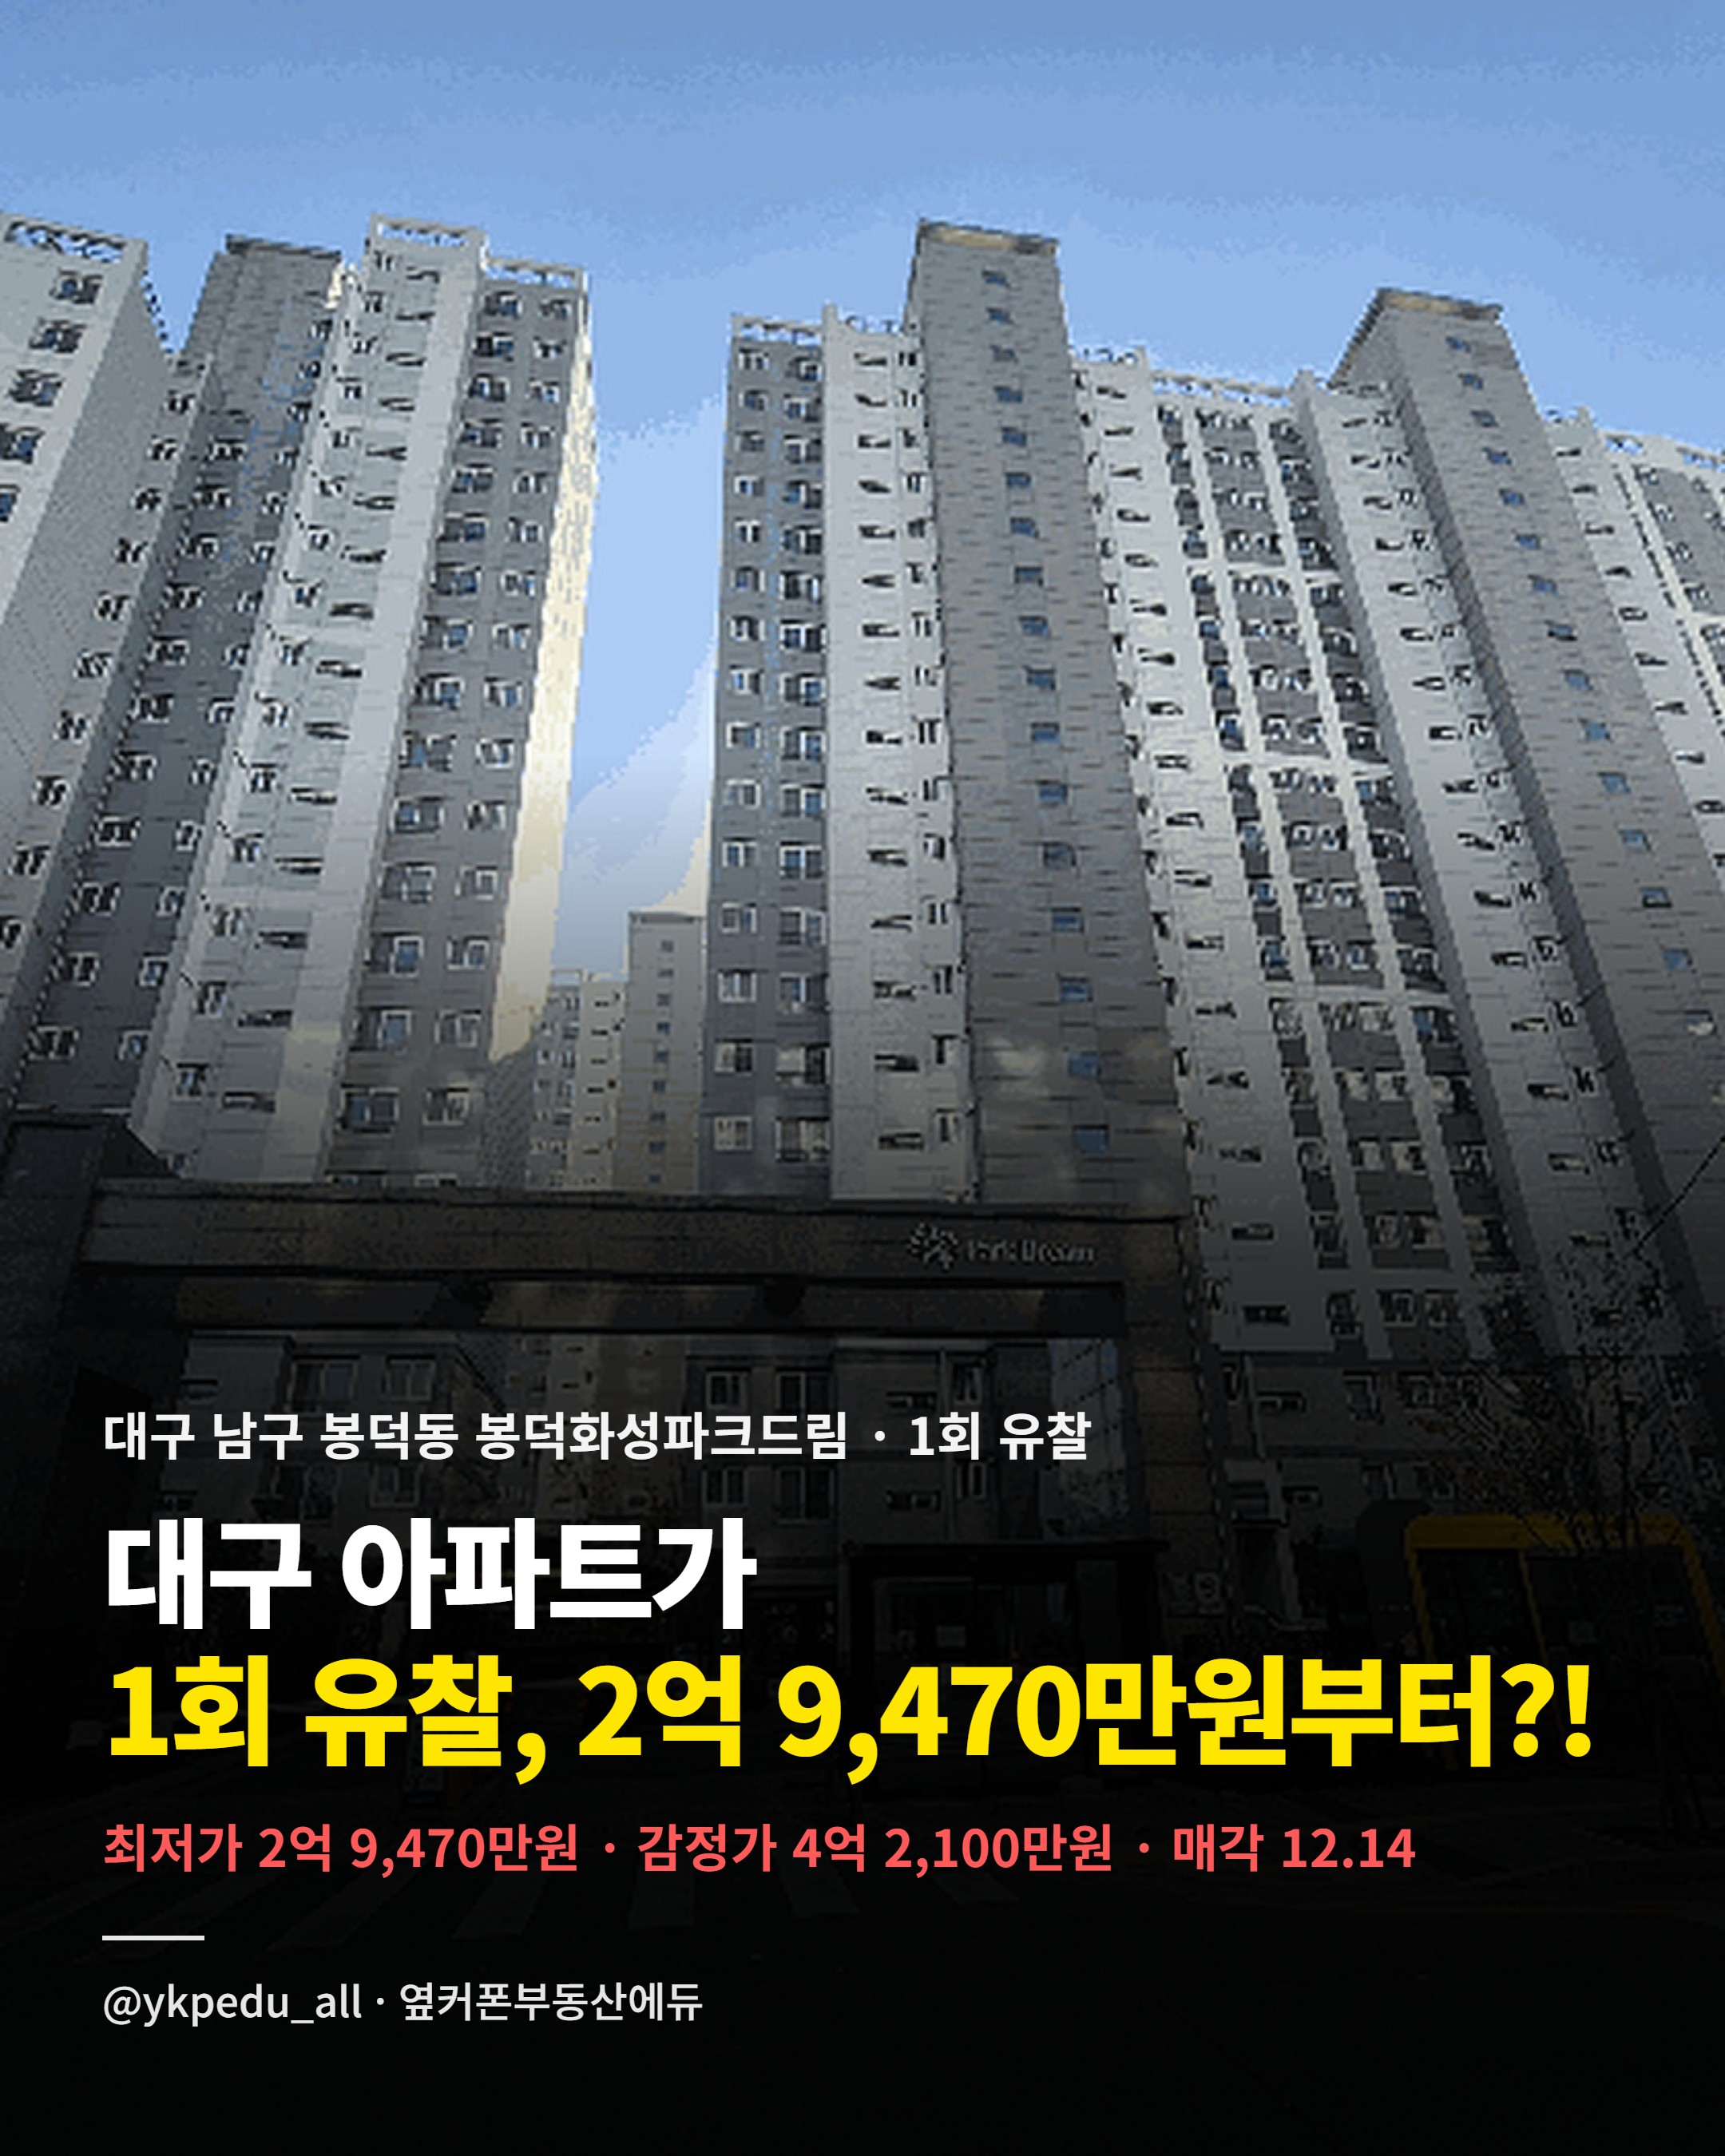 Park Dream
대구 남구 봉덕동 봉덕화성파크드림 · 1회 유찰
대구 아파트가
1회 유찰, 2억 9,470만원부터?!
최저가 2억 9,470만원 · 감정가 4억 2,100만원 · 매각 12.14
@ykpedu_all · 옆커폰부동산에듀